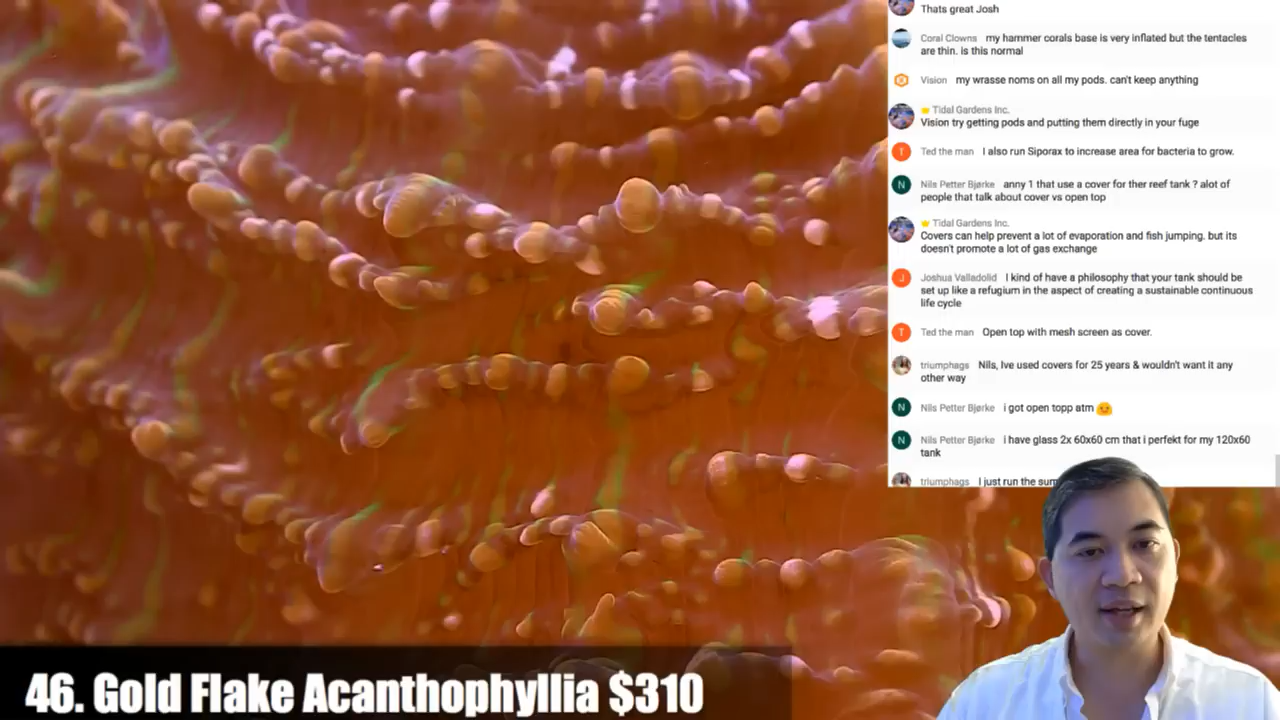 Thats great Josh
Coral Clowns my hammer corals base is very inflated but the tentacles
are thin. is this normal
Vision my wrasse noms on all my pods. can't keep anything
Tidal Gardens Inc.
Vision try getting pods and putting them directly in your fuge
T Ted the man I also run Siporax to increase area for bacteria to grow.
N Nils Petter Bjørke anny 1 that use a cover for ther reef tank ? alot of
people that talk about cover vs open top
Tidal Gardens Inc.
Covers can help prevent a lot of evaporation and fish jumping. but its
doesn't promote a lot of gas exchange
J Joshua Valladolid I kind of have a philosophy that your tank should be
set up like a refugium in the aspect of creating a sustainable continuous
life cycle
T Ted the man Open top with mesh screen as cover.
triumphags Nils, Ive used covers for 25 years & wouldn't want it any
other way
N Nils Petter Bjørke i got open topp atm
N Nils Petter Bjørke i have glass 2x 60x60 cm that i perfekt for my 120x60
tank
triumphags I just run the
46. Gold Flake Acanthophyllia $310